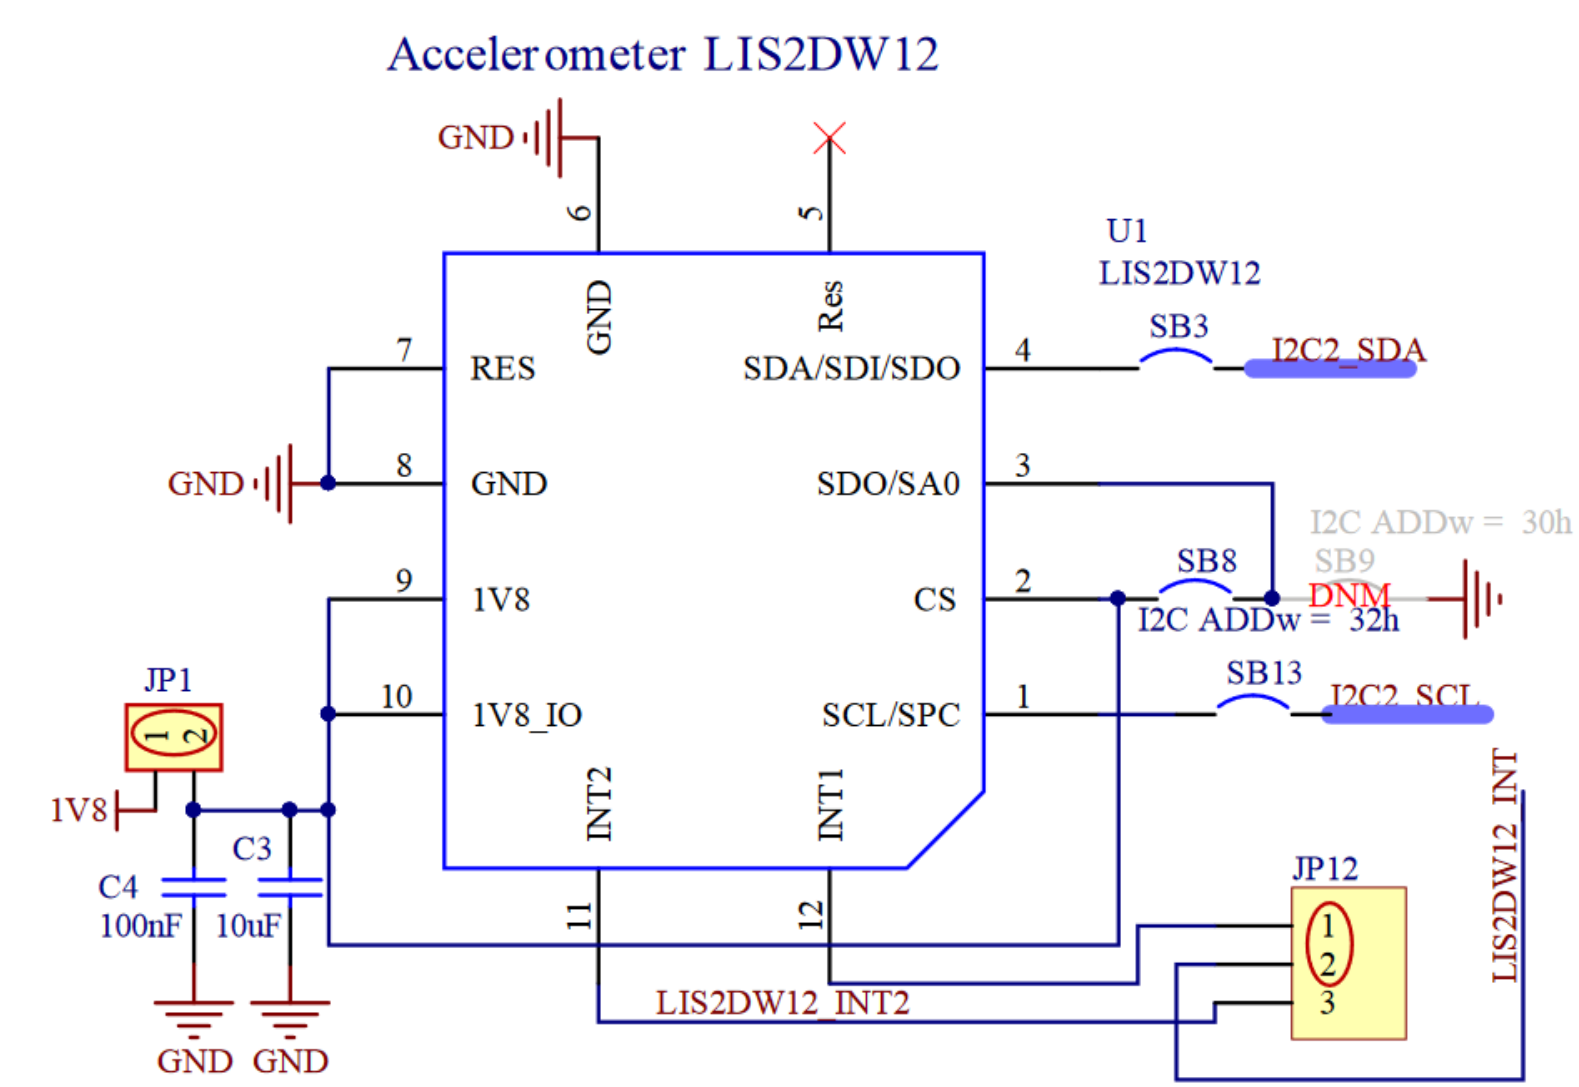 Accelerometer LIS2DW12
GND
6
5
U1
LIS2DW12
GND
Res
SB3
7
RES
SDA/SDI/SDO
4
I2C2_SDA
GND
8
GND
SDO/SA0
3
I2C ADDw = 30h
SB8
SB9
9
1V8
CS
2
DNM
I2C ADDw = 32h
JP1
1
2
10
1V8_IO
SCL/SPC
1
SB13
I2C2_SCL
1V8
INT2
INT1
C3
C4
100nF
10uF
11
12
LIS2DW12_INT
JP12
1
2
3
LIS2DW12_INT2
GND
GND